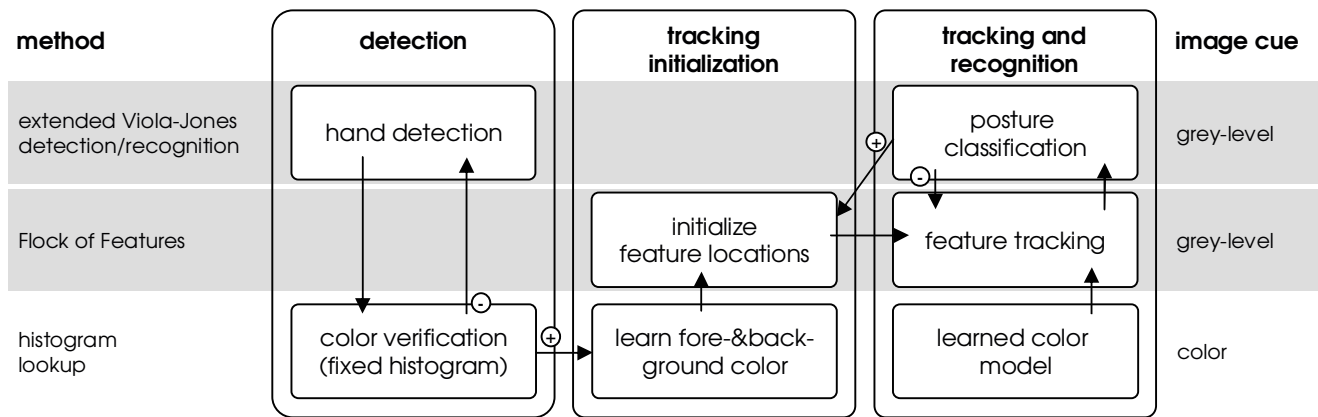 method
detection
tracking
initialization
tracking and
recognition
image cue
extended Viola-Jones
detection/recognition
hand detection
posture
classification
grey-level
+
-
Flock of Features
initialize
feature locations
feature tracking
grey-level
-
+
histogram
lookup
color verification
(fixed histogram)
learn fore-&back-
ground color
learned color
model
color